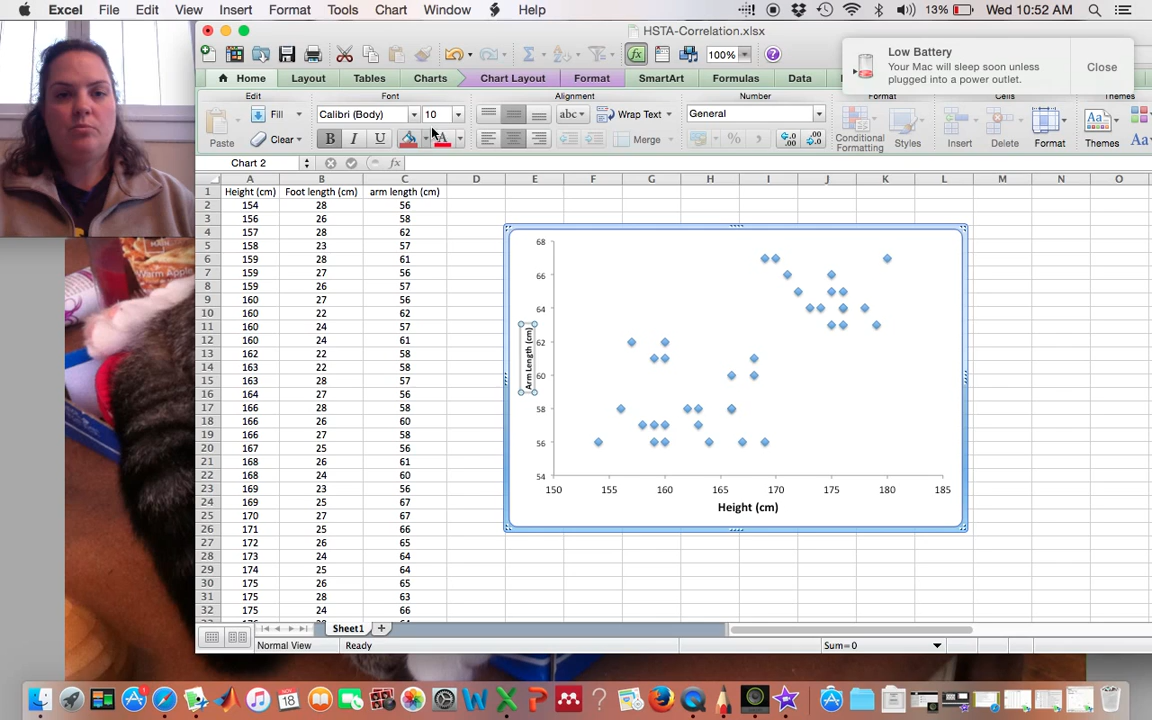 Excel File Edit View Insert Format Tools Chart Window Help 13% Wed 10:52 AM
HSTA-Correlation.xlsx
100%
Low Battery
Your Mac will sleep soon unless
plugged into a power outlet.
Close
Home Layout Tables Charts Chart Layout Format SmartArt Formulas Data
Edit Font Alignment Number Format Cells Themes
Fill Calibri (Body) 10 abc Wrap Text General
Paste Clear B I U A Merge % Conditional Formatting Styles Insert Delete Format Themes Aa
Chart 2 fx
A B C D E F G H I J K L M N O
1 Height (cm) Foot length (cm) arm length (cm)
2 154 28 56
3 156 26 58
4 157 28 62
5 158 23 57
6 159 28 61
7 159 27 56
8 159 26 57
9 160 27 56
10 160 22 62
11 160 24 57
12 160 24 61
13 162 22 58
14 163 22 58
15 163 28 57
16 164 27 56
17 166 28 58
18 166 26 60
19 166 27 58
20 167 25 56
21 168 26 61
22 168 24 60
23 169 23 56
24 169 25 67
25 170 27 67
26 171 25 66
27 172 26 65
28 173 24 64
29 174 25 64
30 175 26 65
31 175 28 63
32 175 24 66
68
66
64
62
60
58
56
54
Arm Length (cm)
150 155 160 165 170 175 180 185
Height (cm)
Sheet1
Normal View Ready Sum=0
NOV
18